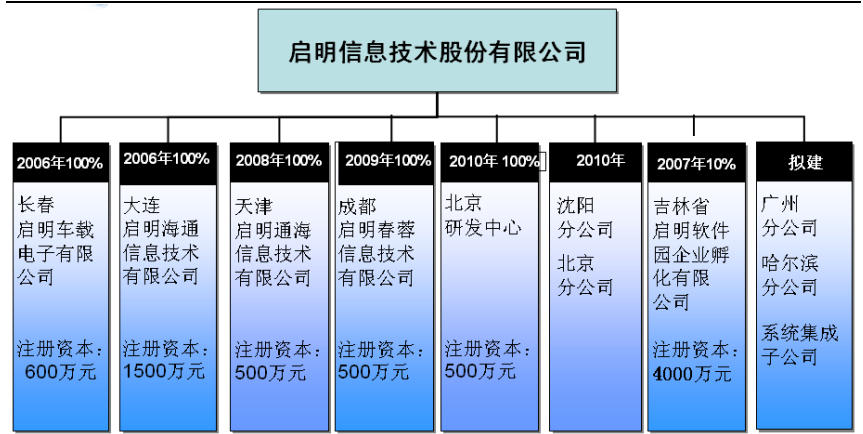 启明信息技术股份有限公司
2006年100%
长春
启明车载
电子有限
公司
注册资本：
600万元
2006年100%
大连
启明海通
信息技术
有限公司
注册资本：
1500万元
2008年100%
天津
启明通海
信息技术
有限公司
注册资本：
500万元
2009年100%
成都
启明春蓉
信息技术
有限公司
注册资本：
500万元
2010年 100%
北京
研发中心
注册资本：
500万元
2010年
沈阳
分公司
北京
分公司
2007年10%
吉林省
启明软件
园企业孵
化有限
公司
注册资本：
4000万元
拟建
广州
分公司
哈尔滨
分公司
系统集成
子公司